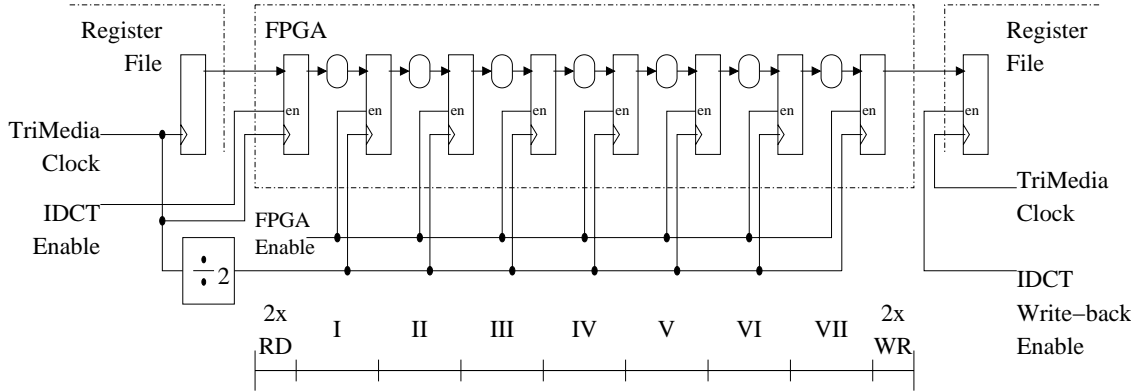 Register
File
FPGA
Register
File
en
en
en
en
en
en
en
en
TriMedia
Clock
TriMedia
Clock
IDCT
Enable
FPGA
Enable
÷ 2
IDCT
Write–back
Enable
2x
RD
I
II
III
IV
V
VI
VII
2x
WR